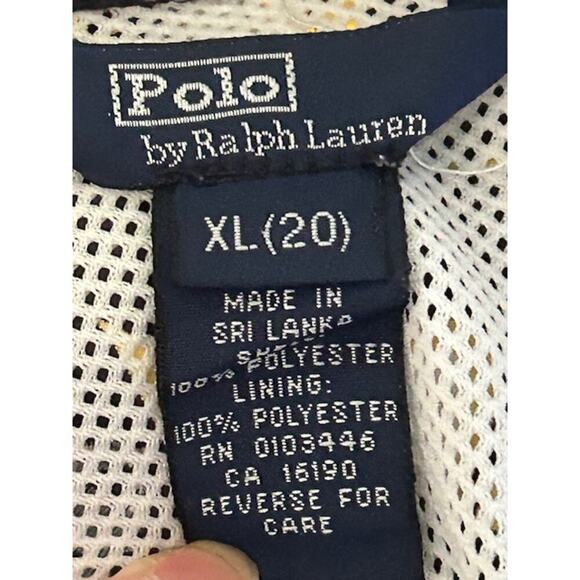 Polo
by Ralph Lauren
XL (20)
MADE IN
SRI LANKA
100% POLYESTER
LINING:
100% POLYESTER
RN 0103446
CA 16190
REVERSE FOR
CARE